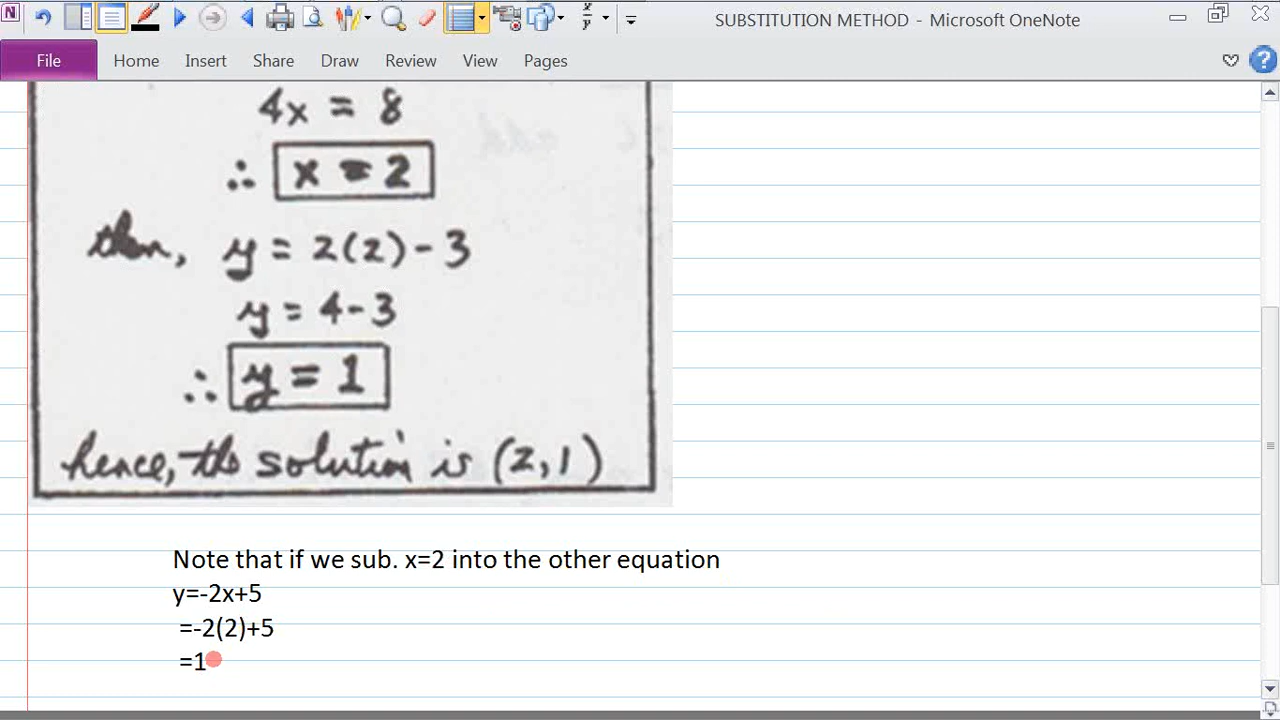 SUBSTITUTION METHOD - Microsoft OneNote
File Home Insert Share Draw Review View Pages
4x = 8
∴ x = 2
then, y = 2(2) - 3
y = 4 - 3
∴ y = 1
hence, the solution is (2,1)
Note that if we sub. x=2 into the other equation
y=-2x+5
=-2(2)+5
=1